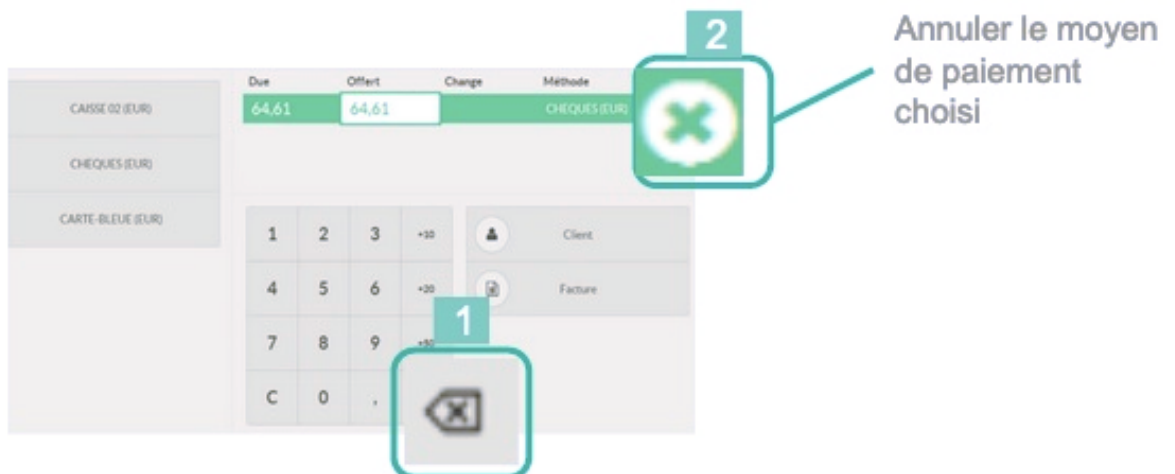 2
Annuler le moyen
de paiement
choisi
Due Offert Change Méthode
64,61 64,61 CHEQUES (EUR)
CAISSE 02 (EUR)
CHEQUES (EUR)
CARTE-BLEUE (EUR)
1 2 3 +10 Client
4 5 6 +20 Facture
1
7 8 9 +50
C 0 ,